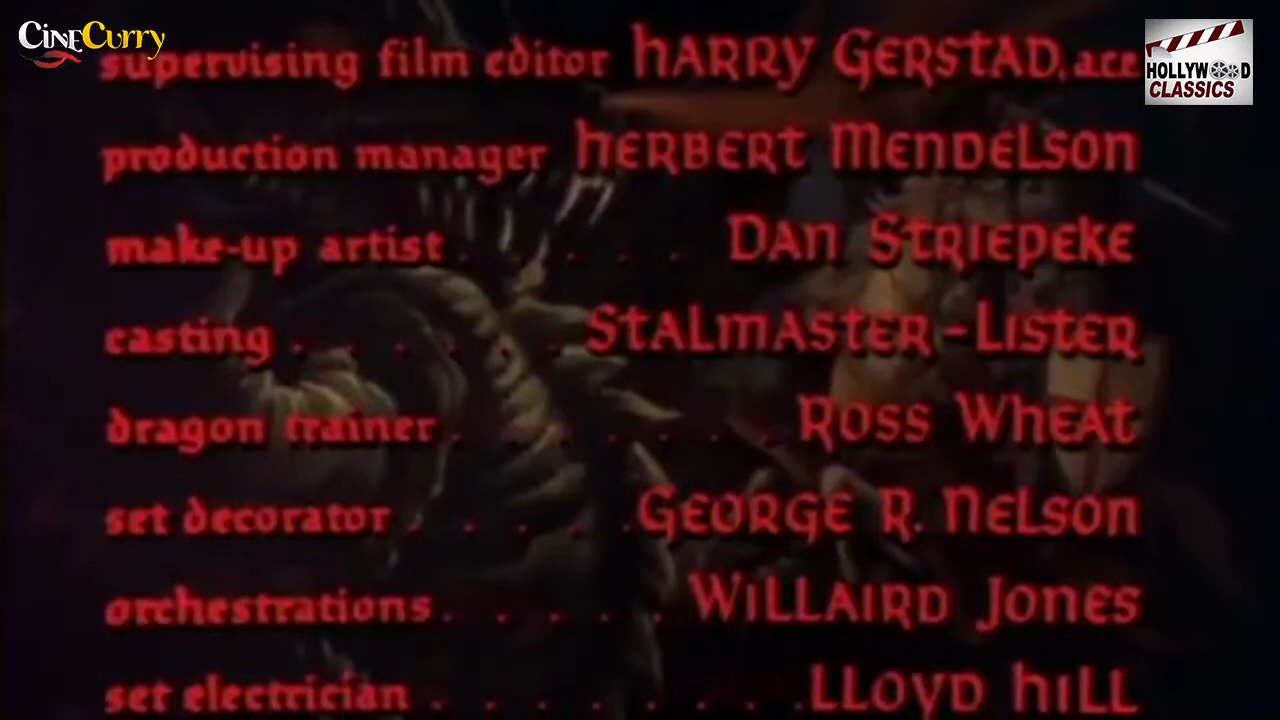 CINECURRY
HOLLYWOOD
CLASSICS
supervising film editor HARRY GERSTAD, ace
production manager HERBERT MENDELSON
make-up artist . . . . . DAN STRIEPEKE
casting . . . . . . STALMASTER-LISTER
dragon trainer . . . . . . . ROSS WHEAT
set decorator . . . . . GEORGE R. NELSON
orchestrations . . . . . WILLAIRD JONES
set electrician . . . . . . . . LLOYD HILL